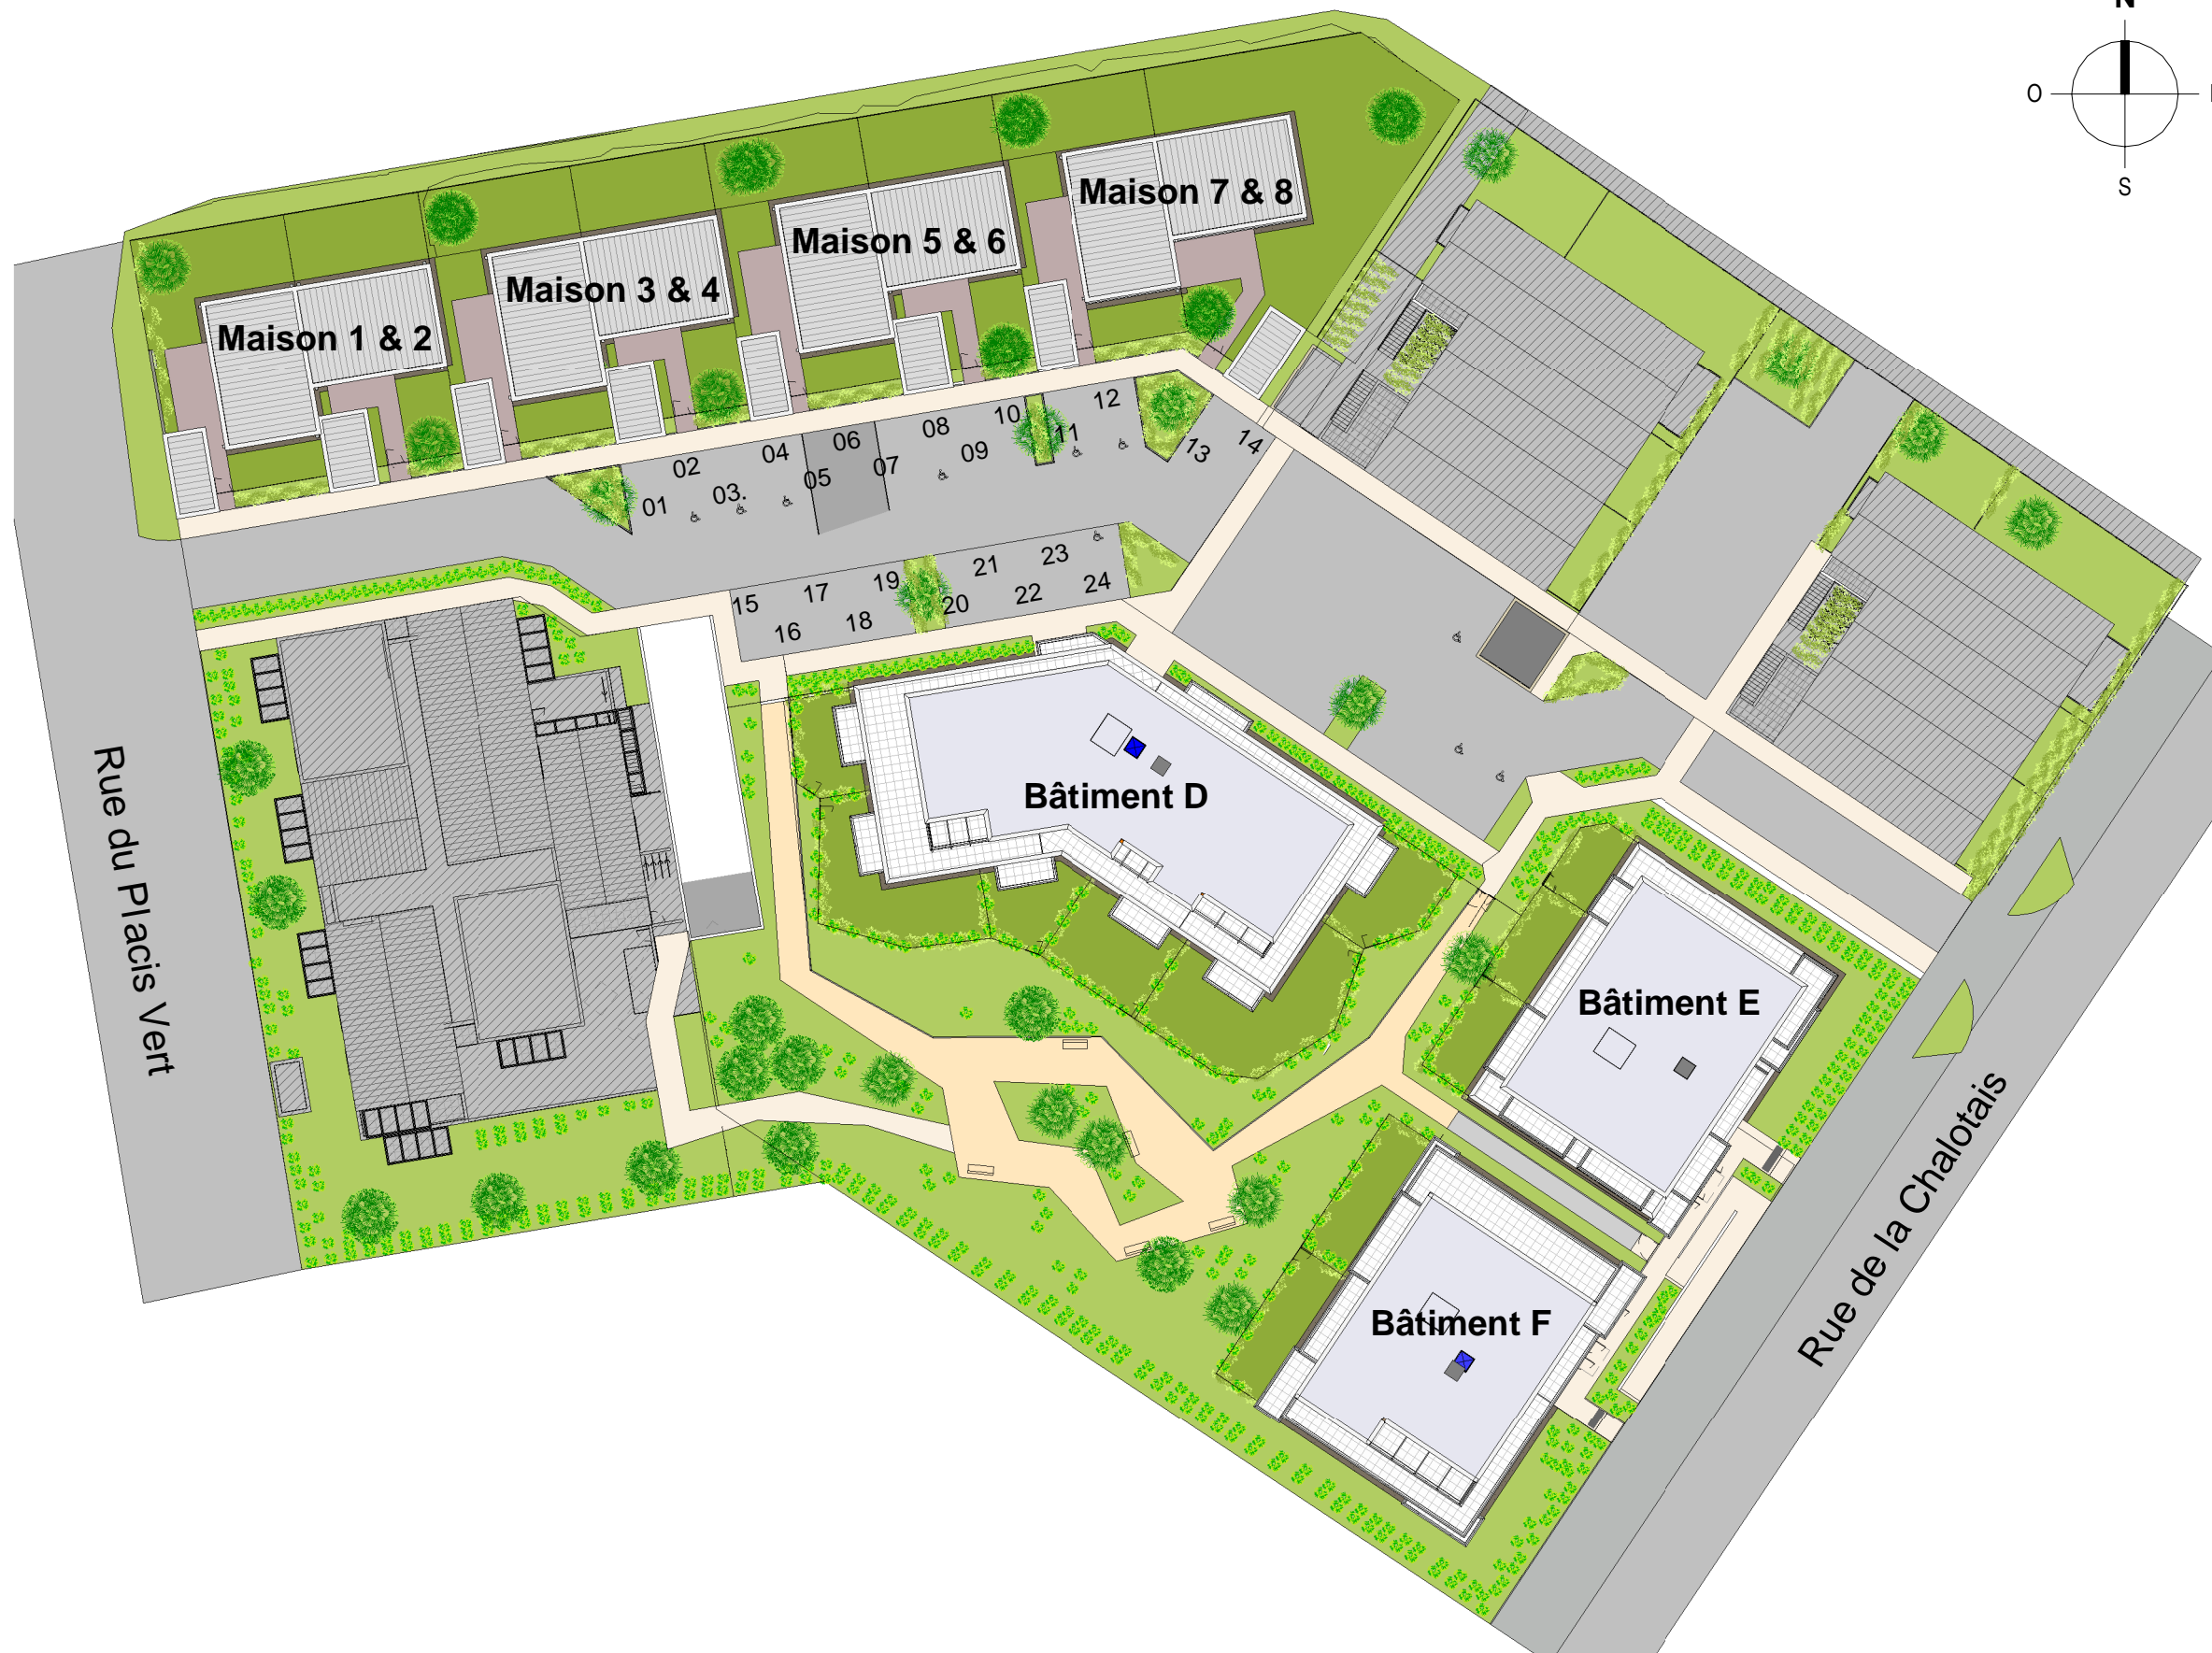 N
O
S
Maison 7 & 8
Maison 5 & 6
Maison 3 & 4
Maison 1 & 2
01
02
03.
04
05
06
07
08
09
10
11
12
13
14
15
16
17
18
19
20
21
22
23
24
Rue du Placis Vert
Bâtiment D
Bâtiment E
Bâtiment F
Rue de la Chalotais